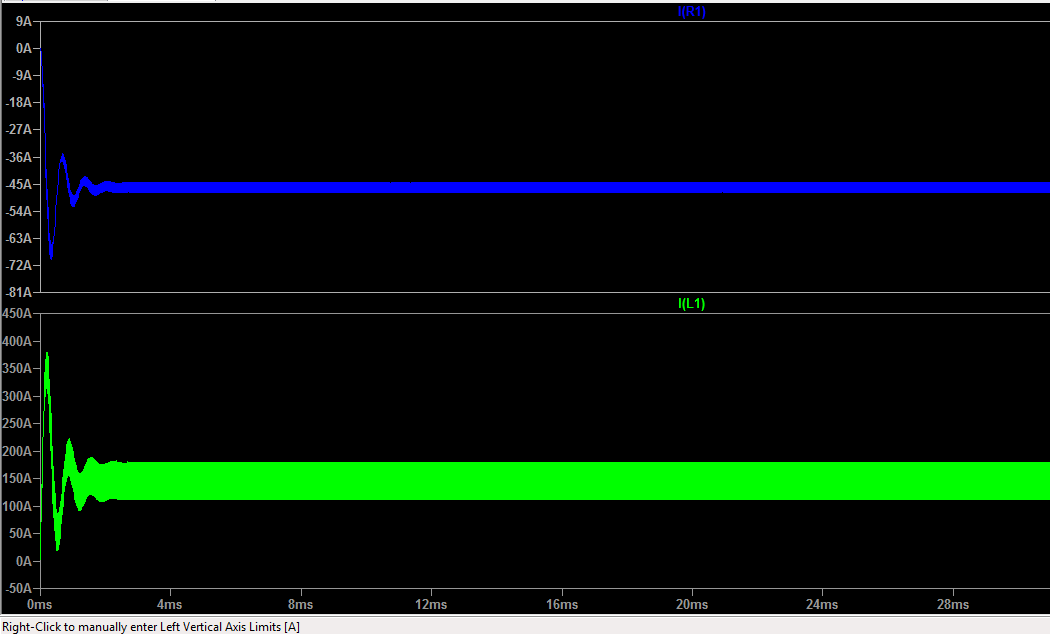 I(R1)
9A
0A
-9A
-18A
-27A
-36A
-45A
-54A
-63A
-72A
-81A
I(L1)
450A
400A
350A
300A
250A
200A
150A
100A
50A
0A
-50A
0ms 4ms 8ms 12ms 16ms 20ms 24ms 28ms
Right-Click to manually enter Left Vertical Axis Limits [A]